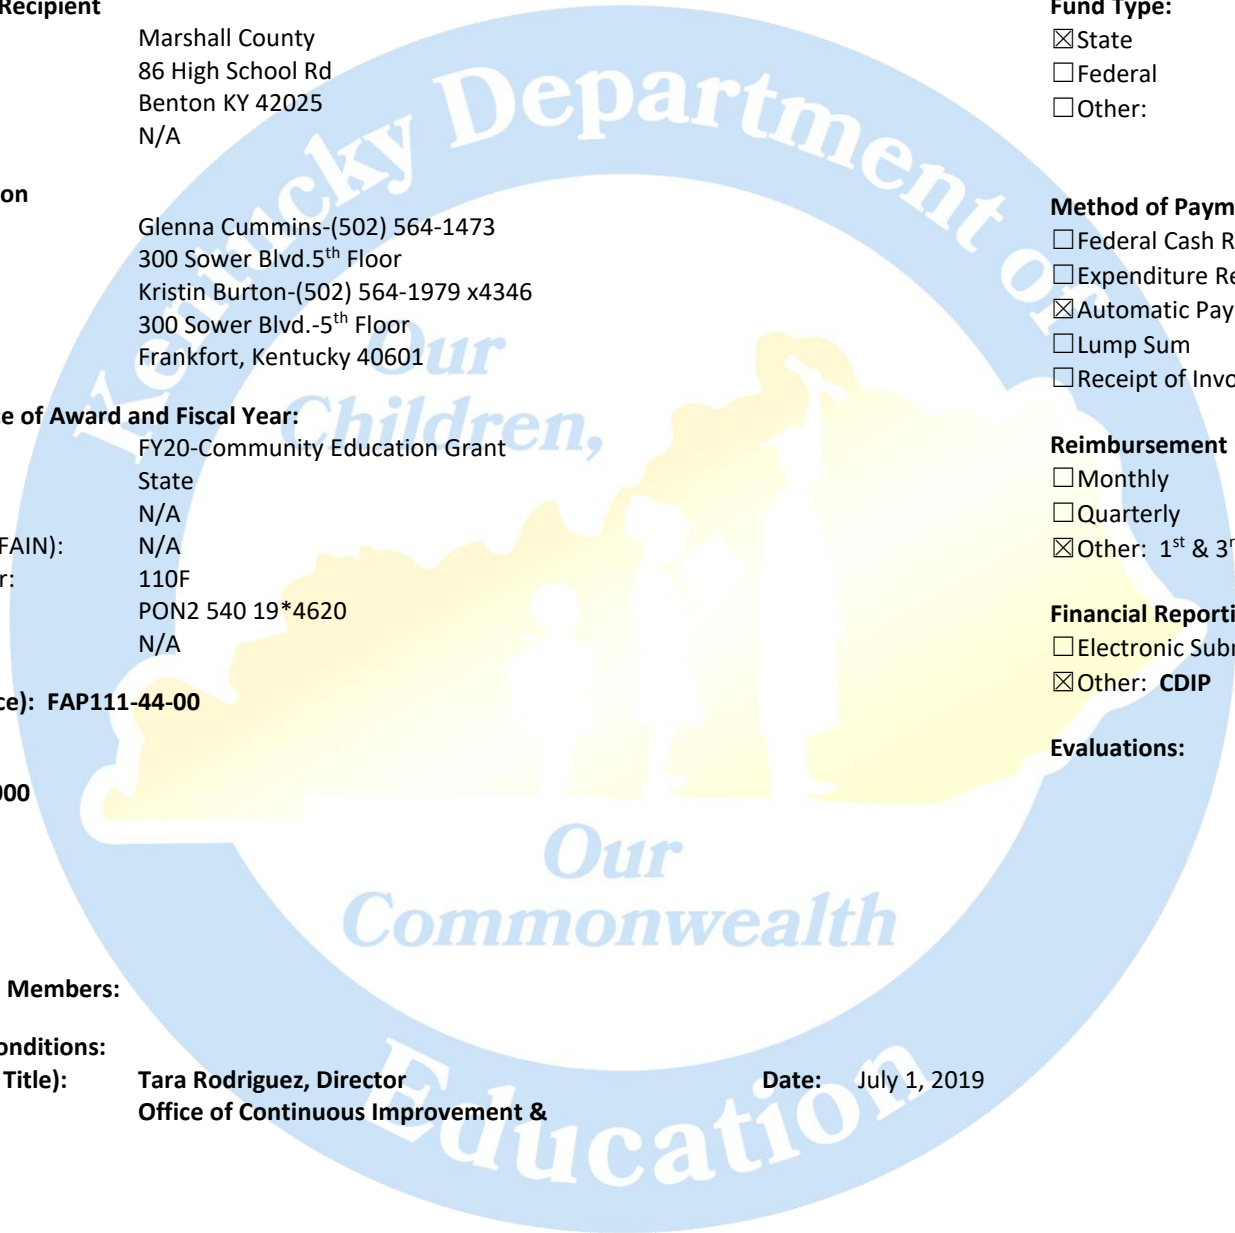 Recipient
Marshall County
86 High School Rd
Benton KY 42025
N/A
on
Glenna Cummins-(502) 564-1473
300 Sower Blvd.5th Floor
Kristin Burton-(502) 564-1979 x4346
300 Sower Blvd.-5th Floor
Frankfort, Kentucky 40601
e of Award and Fiscal Year:
FY20-Community Education Grant
State
N/A
FAIN): N/A
r: 110F
PON2 540 19*4620
N/A
ce): FAP111-44-00
000
Members:
onditions:
Title): Tara Rodriguez, Director Date: July 1, 2019
Office of Continuous Improvement &
Fund Type:
☒State
☐Federal
☐Other:
Method of Paym
☐Federal Cash R
☐Expenditure Re
☒Automatic Pay
☐Lump Sum
☐Receipt of Invo
Reimbursement
☐Monthly
☐Quarterly
☒Other: 1st & 3r
Financial Reporti
☐Electronic Subr
☒Other: CDIP
Evaluations:
Kentucky Department of
Education
Our
Children,
Our
Commonwealth